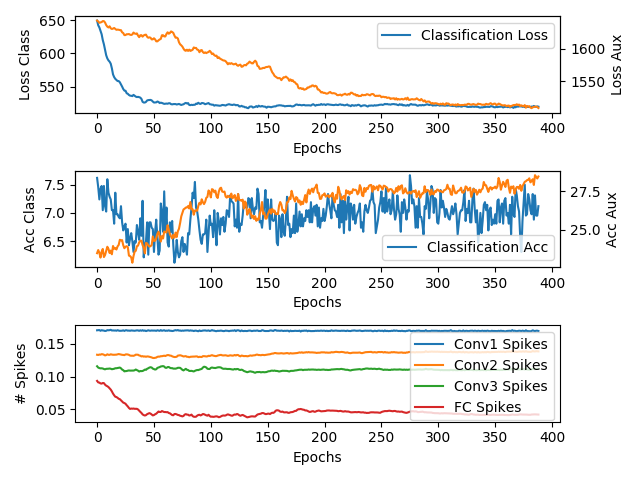 650
600
550
Loss Class
Classification Loss
1600
1550
Loss Aux
0 50 100 150 200 250 300 350 400
Epochs
7.5
7.0
6.5
Acc Class
Classification Acc
27.5
25.0
Acc Aux
0 50 100 150 200 250 300 350 400
Epochs
0.15
0.10
0.05
# Spikes
Conv1 Spikes
Conv2 Spikes
Conv3 Spikes
FC Spikes
0 50 100 150 200 250 300 350 400
Epochs